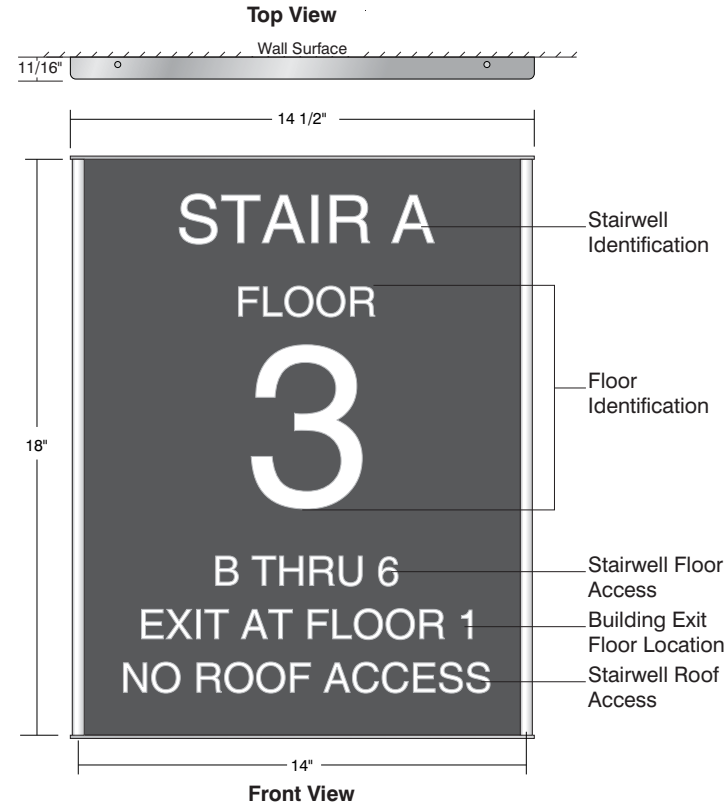 Top View
Wall Surface
11/16"
14 1/2"
STAIR A
Stairwell
Identification
FLOOR
3
Floor
Identification
18"
B THRU 6
Stairwell Floor
Access
EXIT AT FLOOR 1
Building Exit
Floor Location
NO ROOF ACCESS
Stairwell Roof
Access
14"
Front View